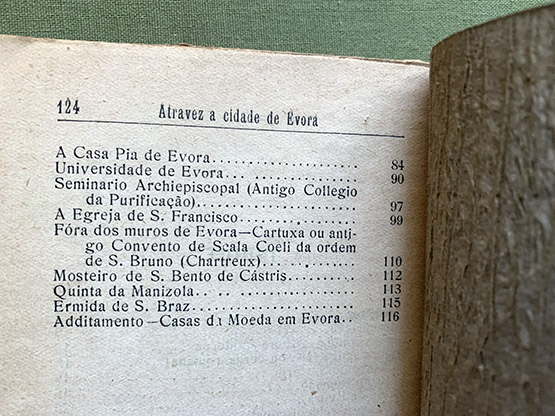 124 Atravez a cidade de Evora
A Casa Pia de Evora.................... 84
Universidade de Evora................... 90
Seminario Archiepiscopal (Antigo Collegio
da Purificação)...................... 97
A Egreja de S. Francisco................ 99
Fóra dos muros de Evora—Cartuxa ou anti-
go Convento de Scala Coeli da ordem
de S. Bruno (Chartreux).............. 110
Mosteiro de S. Bento de Cástris.......... 112
Quinta da Manizola...................... 113
Ermida de S. Braz....................... 115
Additamento—Casas da Moeda em Evora.. 116